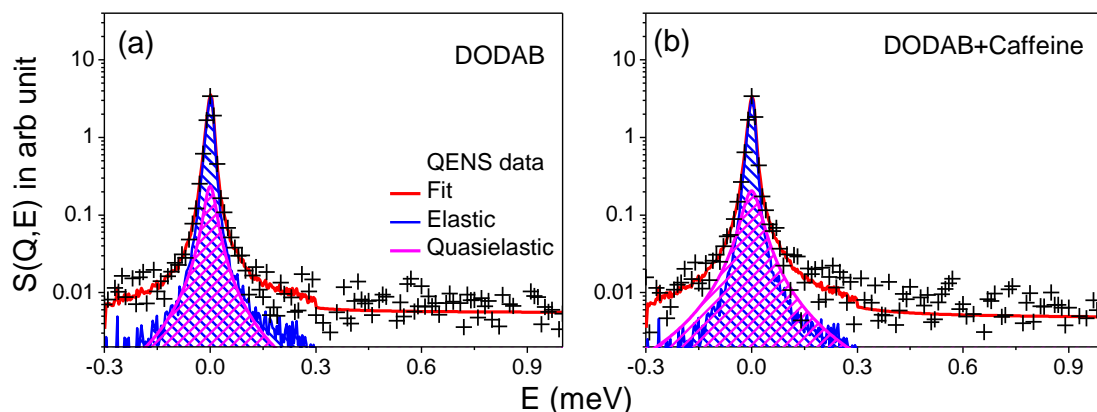 (a)
DODAB
QENS data
Fit
Elastic
Quasielastic
S(Q,E) in arb unit
10
1
0.1
0.01
-0.3
0.0
0.3
0.6
0.9
(b)
DODAB+Caffeine
10
1
0.1
0.01
-0.3
0.0
0.3
0.6
0.9
E (meV)